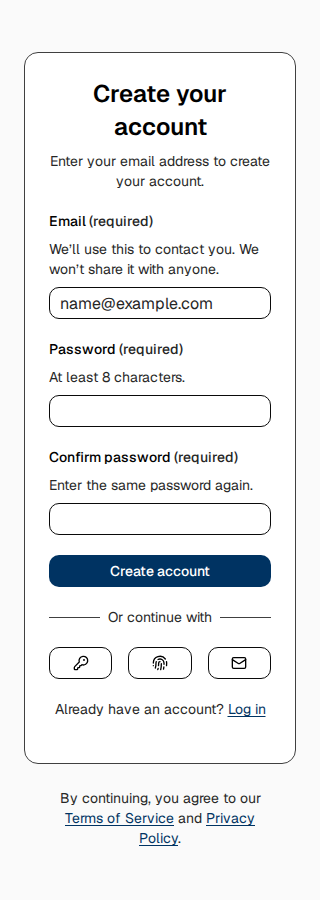 Create your
account
Enter your email address to create
your account.
Email (required)
We’ll use this to contact you. We
won’t share it with anyone.
name@example.com
Password (required)
At least 8 characters.
Confirm password (required)
Enter the same password again.
Create account
Or continue with
Already have an account? Log in
By continuing, you agree to our
Terms of Service and Privacy
Policy.